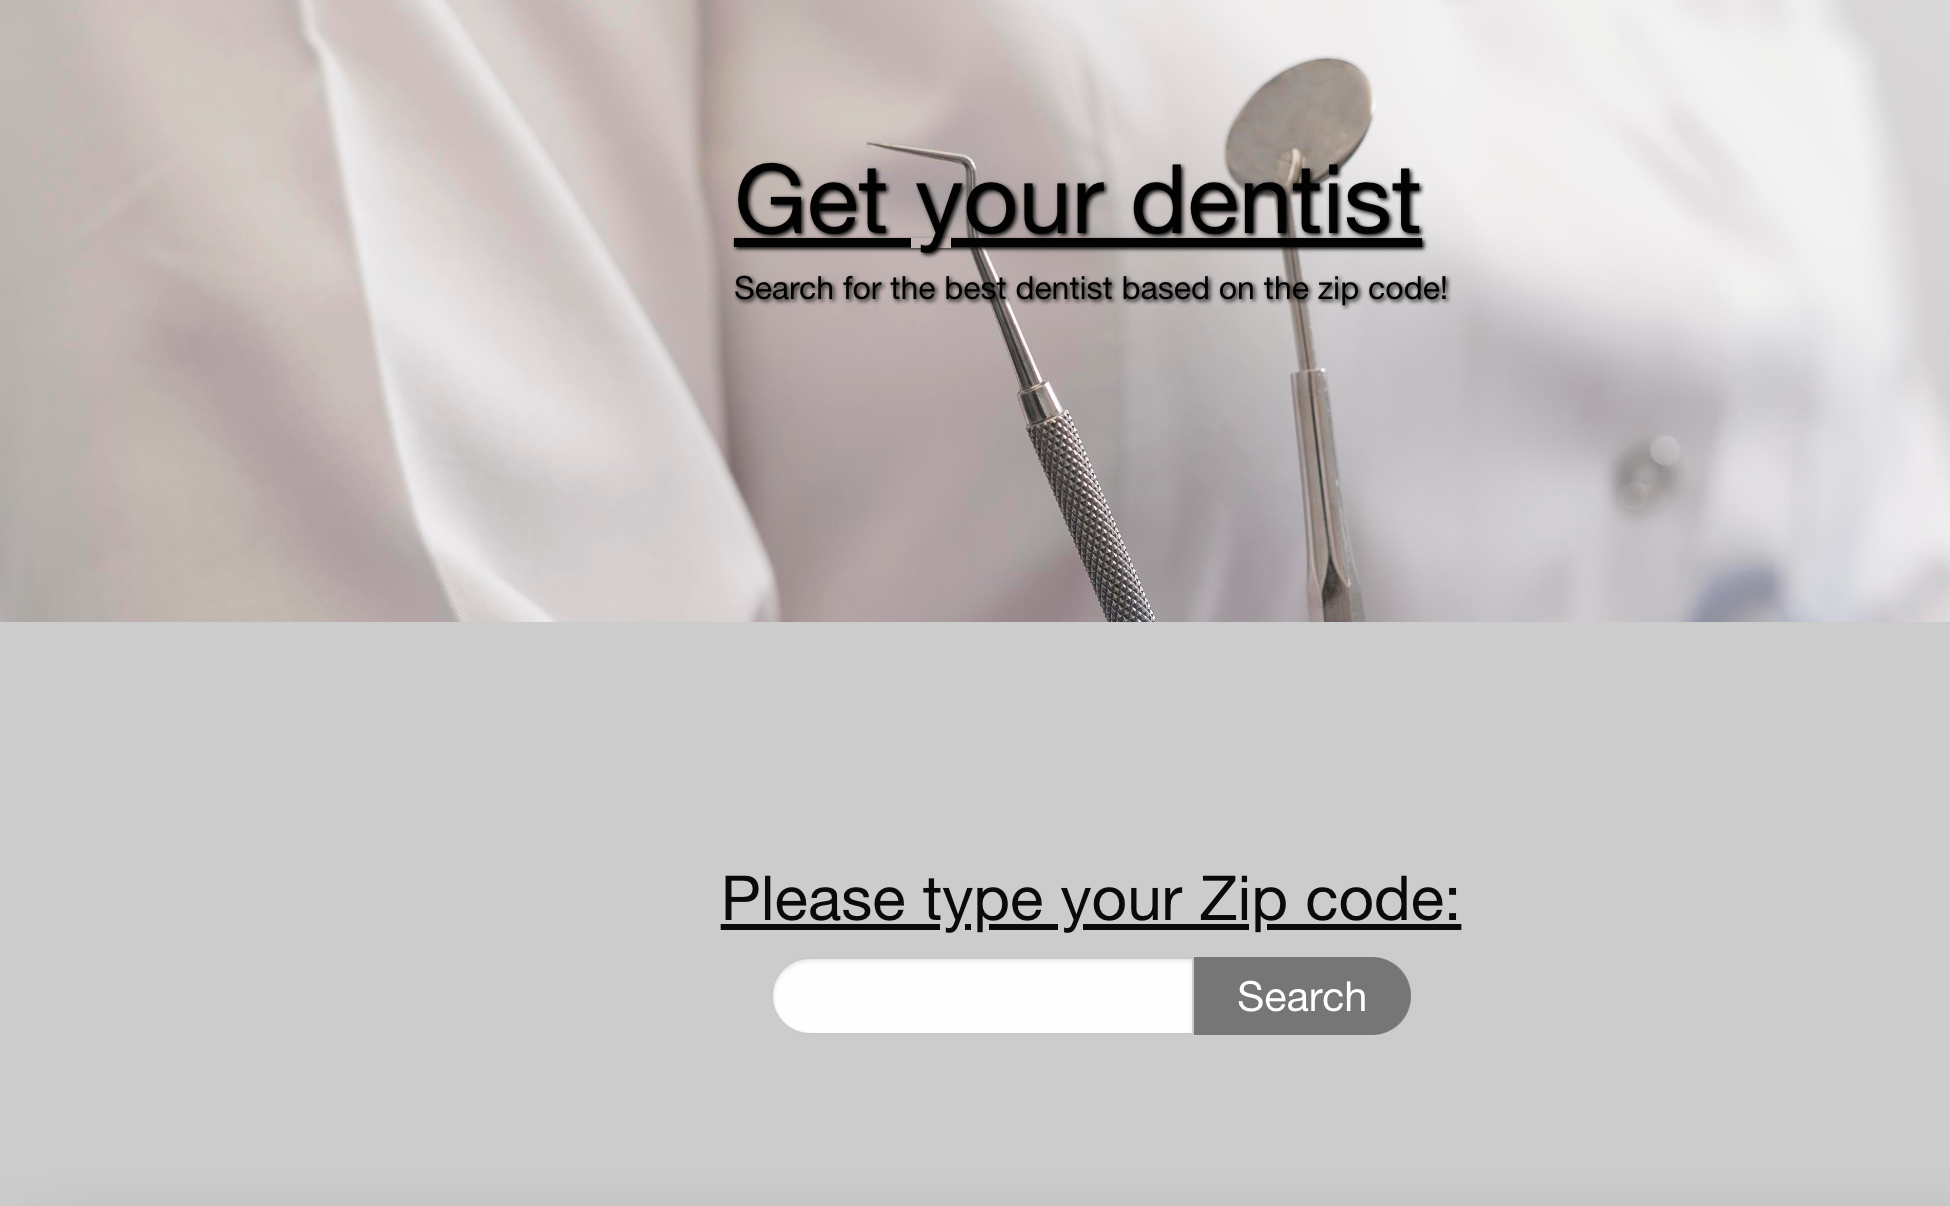 Get your dentist
Search for the best dentist based on the zip code!
Please type your Zip code:
Search